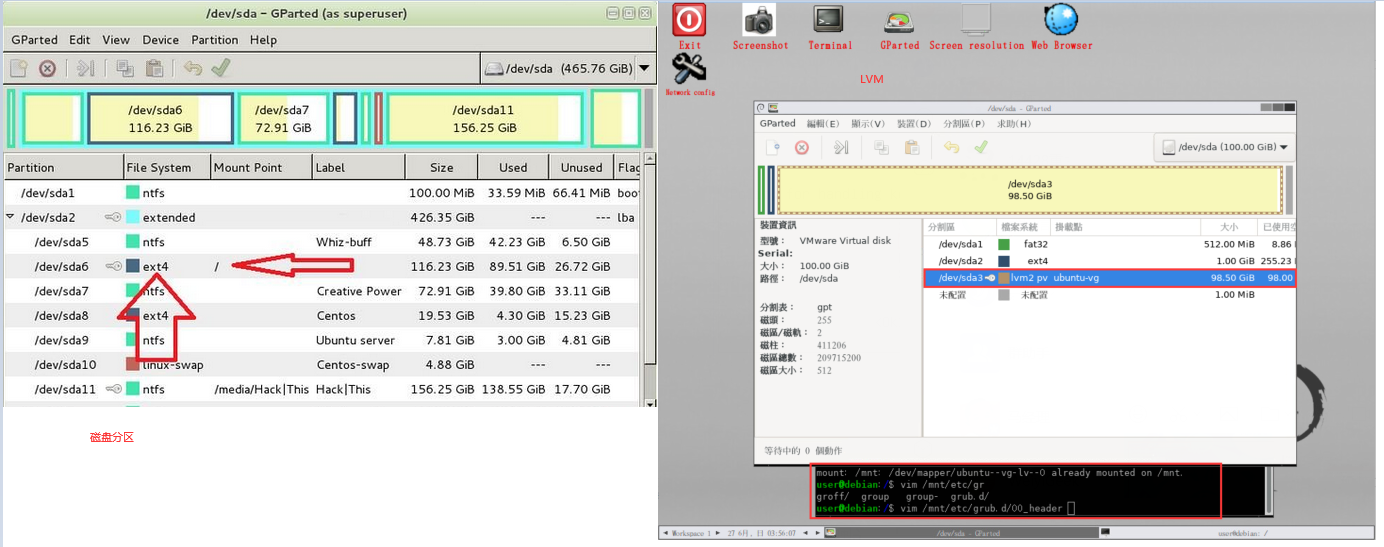 /dev/sda - GParted (as superuser)
GParted Edit View Device Partition Help
/dev/sda (465.76 GiB)
/dev/sda6
116.23 GiB
/dev/sda7
72.91 GiB
/dev/sda11
156.25 GiB
Partition File System Mount Point Label Size Used Unused Flag
/dev/sda1 ntfs 100.00 MiB 33.59 MiB 66.41 MiB boo
/dev/sda2 extended 426.35 GiB --- --- lba
/dev/sda5 ntfs Whiz-buff 48.73 GiB 42.23 GiB 6.50 GiB
/dev/sda6 ext4 / 116.23 GiB 89.51 GiB 26.72 GiB
/dev/sda7 ntfs Creative Power 72.91 GiB 39.80 GiB 33.11 GiB
/dev/sda8 ext4 Centos 19.53 GiB 4.30 GiB 15.23 GiB
/dev/sda9 ntfs Ubuntu server 7.81 GiB 3.00 GiB 4.81 GiB
/dev/sda10 linux-swap Centos-swap 4.88 GiB --- ---
/dev/sda11 ntfs /media/Hack|This Hack|This 156.25 GiB 138.55 GiB 17.70 GiB
磁盘分区
Exit Screenshot Terminal GParted Screen resolution Web Browser
Network config
LVM
/dev/sda - GParted
GParted 編輯(E) 顯示(V) 裝置(D) 分割區(P) 求助(H)
/dev/sda (100.00 GiB)
/dev/sda3
98.50 GiB
裝置資訊
型號: VMware Virtual disk
Serial:
大小: 100.00 GiB
路徑: /dev/sda
分割表: gpt
磁頭: 255
磁區/磁軌: 2
磁柱: 411206
磁區總數: 209715200
磁區大小: 512
分割區 檔案系統 掛載點 大小 已使用空
/dev/sda1 fat32 512.00 MiB 8.86
/dev/sda2 ext4 1.00 GiB 255.23
/dev/sda3 lvm2 pv ubuntu-vg 98.50 GiB 98.00
未配置 未配置 1.00 MiB
等待中的 0 個動作
mount: /mnt: /dev/mapper/ubuntu--vg-lv--0 already mounted on /mnt.
user@debian:/$ vim /mnt/etc/gr
groff/ group group- grub.d/
user@debian:/$ vim /mnt/etc/grub.d/00_header
Workspace 1 27 6月, 11 03:56:07 /dev/sda - GParted user@debian: /